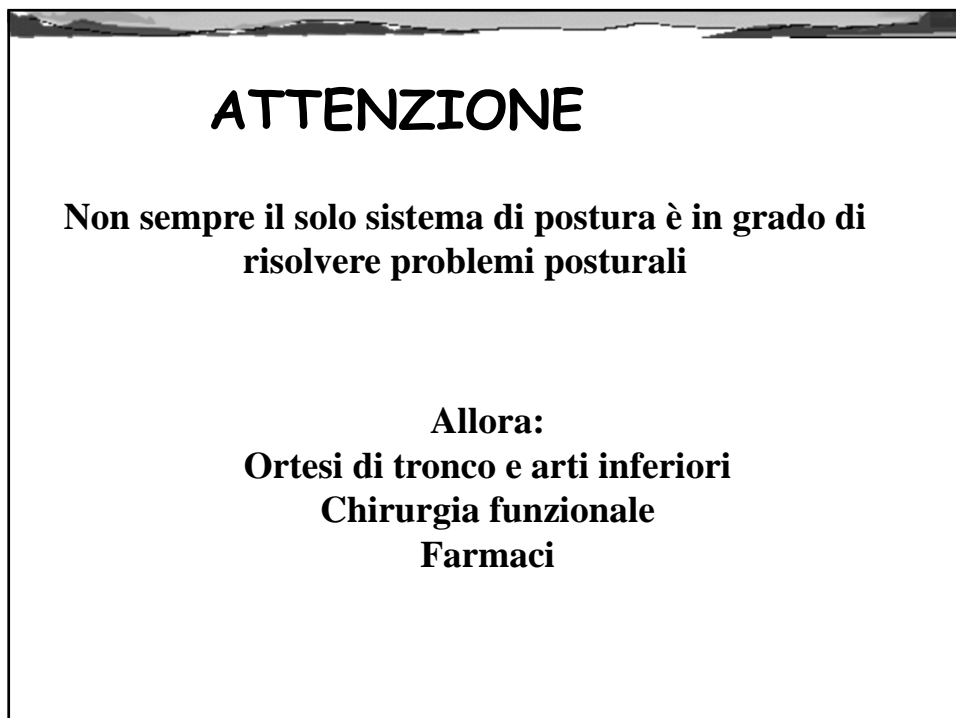 ATTENZIONE
Non sempre il solo sistema di postura è in grado di
risolvere problemi posturali
Allora:
Ortesi di tronco e arti inferiori
Chirurgia funzionale
Farmaci